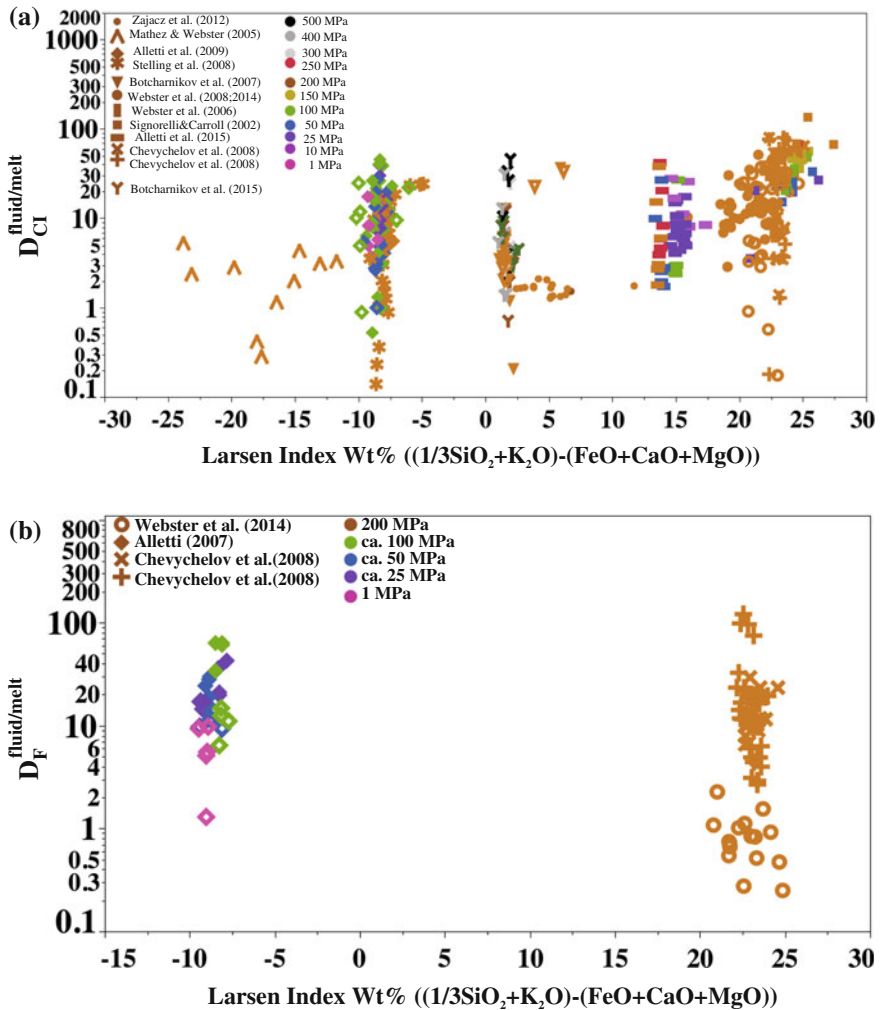 (a)
2000
1000
300
100
50
30
10
5
3
1
0.5
0.3
0.2
0.1
D_Cl^fluid/melt
Zajacz et al. (2012)
Mathez & Webster (2005)
Alletti et al. (2009)
Stelling et al. (2008)
Botcharnikov et al. (2007)
Webster et al. (2008;2014)
Webster et al. (2006)
Signorelli&Carroll (2002)
Alletti et al. (2015)
Chevychelov et al. (2008)
Chevychelov et al. (2008)
Botcharnikov et al. (2015)
500 MPa
400 MPa
300 MPa
250 MPa
200 MPa
150 MPa
100 MPa
50 MPa
25 MPa
10 MPa
1 MPa
-30 -25 -20 -15 -10 -5 0 5 10 15 20 25 30
Larsen Index Wt% ((1/3SiO₂+K₂O)-(FeO+CaO+MgO))
(b)
800
500
300
200
100
40
20
10
6
4
2
1
0.5
0.3
0.1
D_F^fluid/melt
Webster et al. (2014)
Alletti (2007)
Chevychelov et al.(2008)
Chevychelov et al.(2008)
200 MPa
ca. 100 MPa
ca. 50 MPa
ca. 25 MPa
1 MPa
-15 -10 -5 0 5 10 15 20 25 30
Larsen Index Wt% ((1/3SiO₂+K₂O)-(FeO+CaO+MgO))